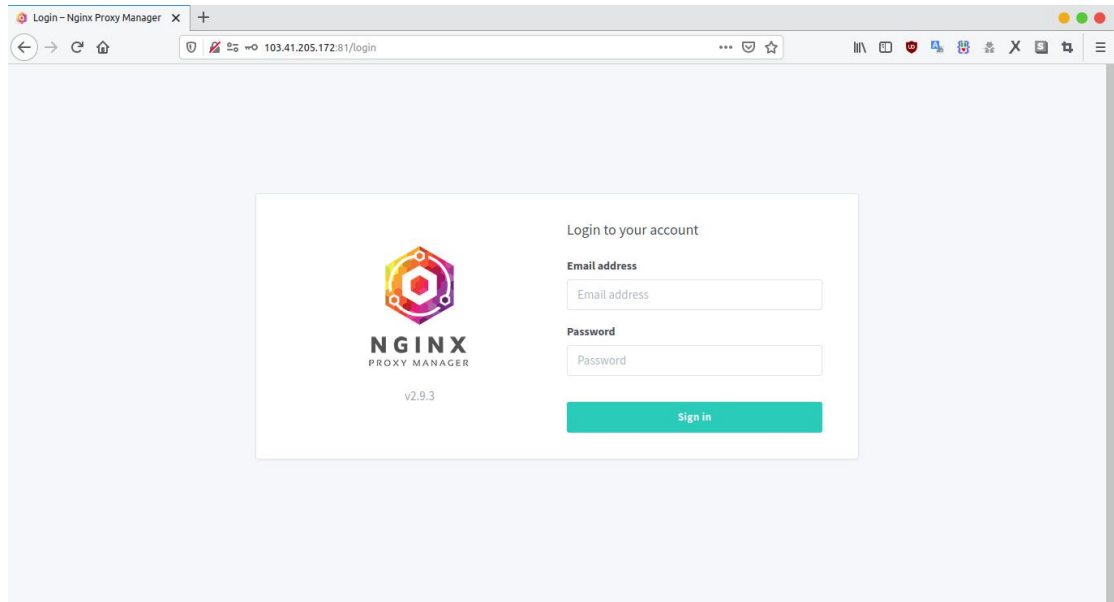 Login – Nginx Proxy Manager
103.41.205.172:81/login
Login to your account
Email address
Email address
Password
Password
Sign in
NGINX
PROXY MANAGER
v2.9.3